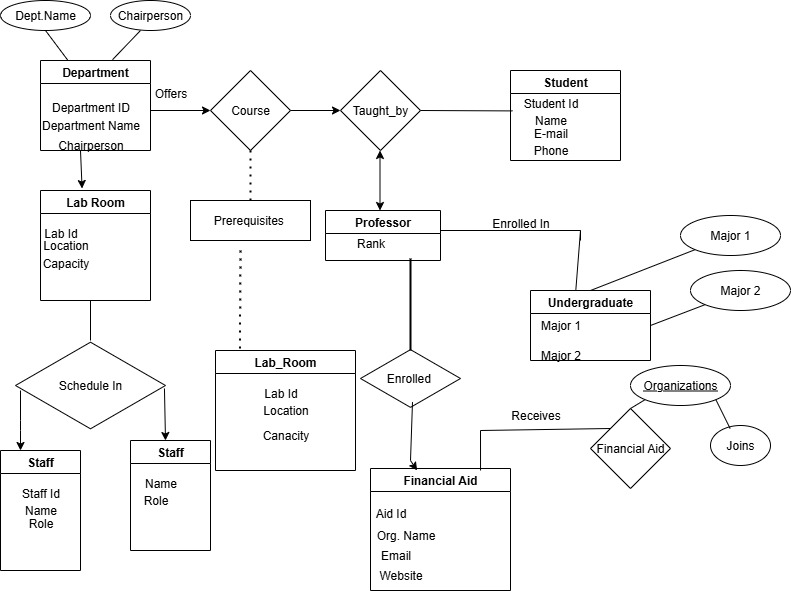 Dept.Name
Chairperson
Department
Department ID
Department Name
Chairperson
Offers
Course
Taught_by
Student
Student Id
Name
E-mail
Phone
Lab Room
Lab Id
Location
Capacity
Prerequisites
Professor
Rank
Enrolled In
Major 1
Major 2
Undergraduate
Major 1
Major 2
Lab_Room
Lab Id
Location
Canacity
Schedule In
Enrolled
Organizations
Receives
Financial Aid
Joins
Staff
Staff Id
Name
Role
Staff
Name
Role
Financial Aid
Aid Id
Org. Name
Email
Website